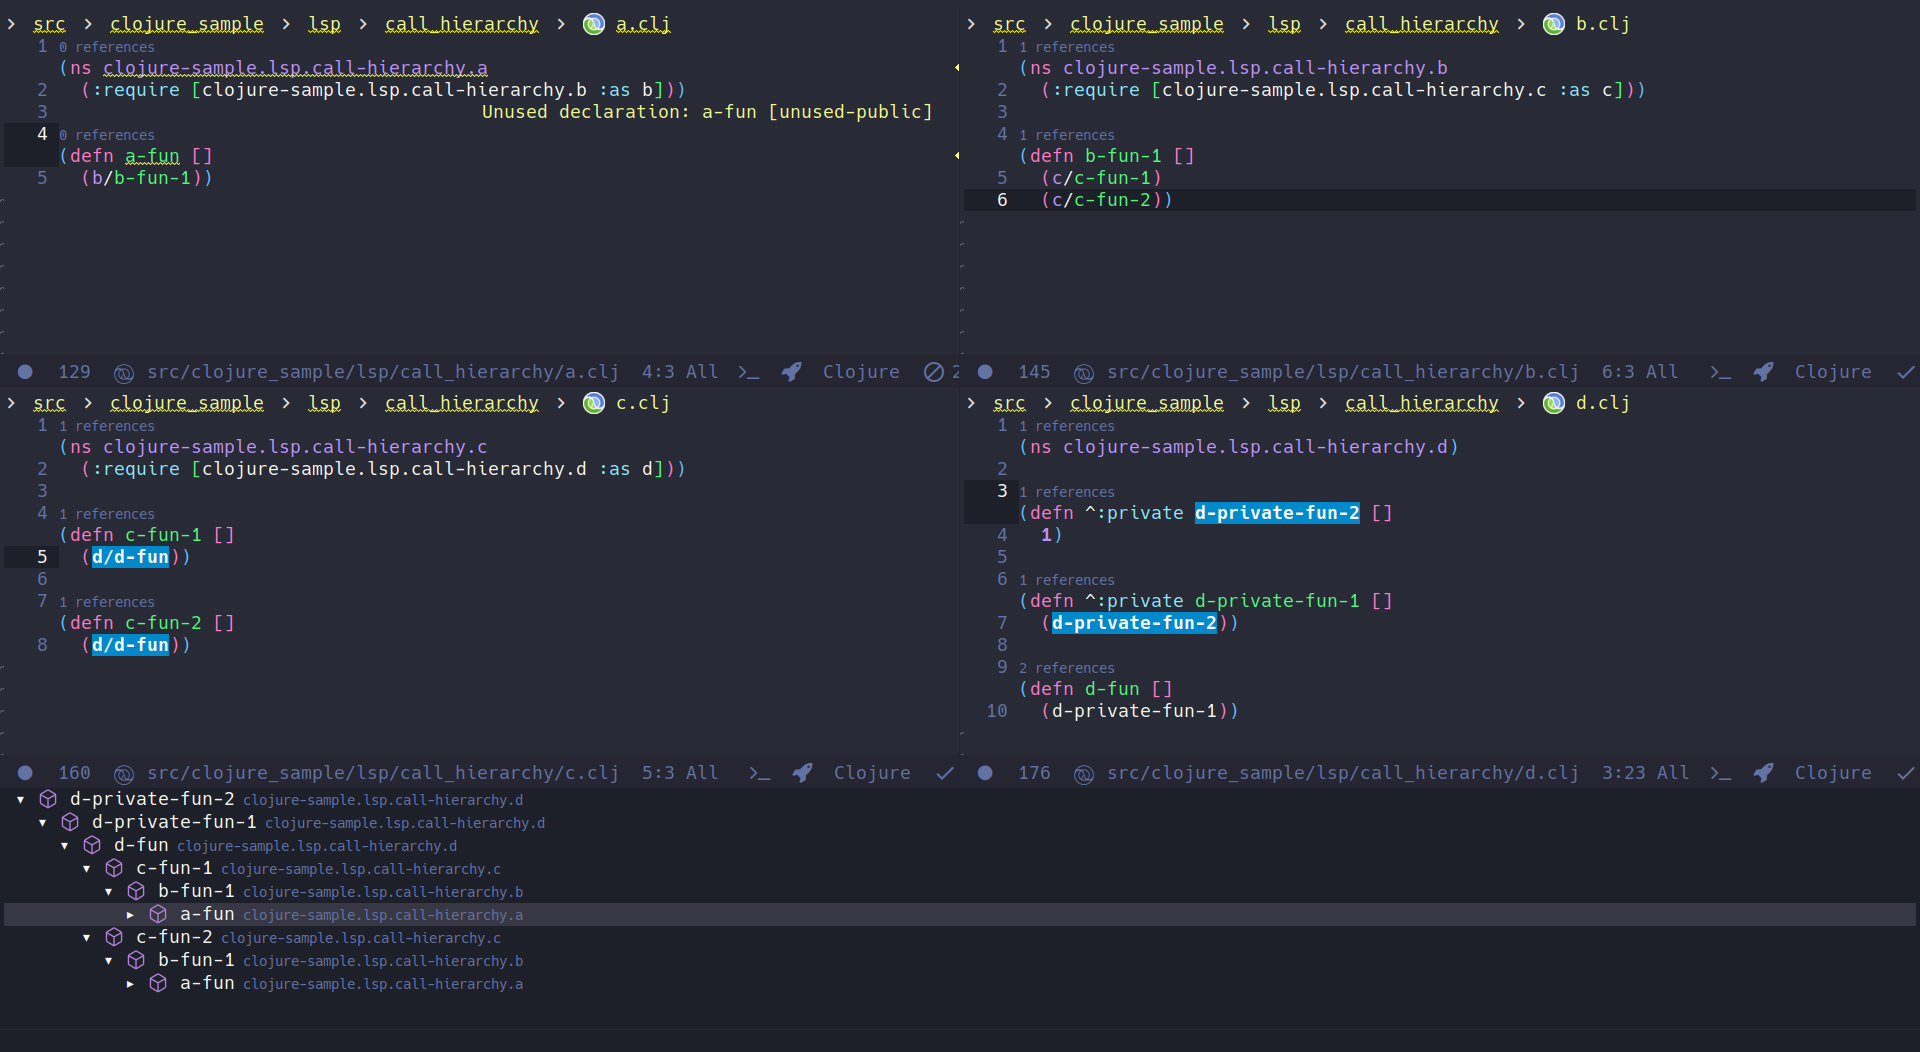 src > clojure_sample > lsp > call_hierarchy > a.clj
1 0 references
(ns clojure-sample.lsp.call-hierarchy.a
2 (:require [clojure-sample.lsp.call-hierarchy.b :as b]))
3 Unused declaration: a-fun [unused-public]
4 0 references
(defn a-fun []
5 (b/b-fun-1))
129 src/clojure_sample/lsp/call_hierarchy/a.clj 4:3 All Clojure 2
> src > clojure_sample > lsp > call_hierarchy > b.clj
1 1 references
(ns clojure-sample.lsp.call-hierarchy.b
2 (:require [clojure-sample.lsp.call-hierarchy.c :as c]))
3
4 1 references
(defn b-fun-1 []
5 (c/c-fun-1)
6 (c/c-fun-2))
145 src/clojure_sample/lsp/call_hierarchy/b.clj 6:3 All Clojure
> src > clojure_sample > lsp > call_hierarchy > c.clj
1 1 references
(ns clojure-sample.lsp.call-hierarchy.c
2 (:require [clojure-sample.lsp.call-hierarchy.d :as d]))
3
4 1 references
(defn c-fun-1 []
5 (d/d-fun))
6
7 1 references
(defn c-fun-2 []
8 (d/d-fun))
160 src/clojure_sample/lsp/call_hierarchy/c.clj 5:3 All Clojure
> src > clojure_sample > lsp > call_hierarchy > d.clj
1 1 references
(ns clojure-sample.lsp.call-hierarchy.d)
2
3 1 references
(defn ^:private d-private-fun-2 []
4 1)
5
6 1 references
(defn ^:private d-private-fun-1 []
7 (d-private-fun-2))
8
9 2 references
(defn d-fun []
10 (d-private-fun-1))
176 src/clojure_sample/lsp/call_hierarchy/d.clj 3:23 All Clojure
d-private-fun-2 clojure-sample.lsp.call-hierarchy.d
d-private-fun-1 clojure-sample.lsp.call-hierarchy.d
d-fun clojure-sample.lsp.call-hierarchy.d
c-fun-1 clojure-sample.lsp.call-hierarchy.c
b-fun-1 clojure-sample.lsp.call-hierarchy.b
a-fun clojure-sample.lsp.call-hierarchy.a
c-fun-2 clojure-sample.lsp.call-hierarchy.c
b-fun-1 clojure-sample.lsp.call-hierarchy.b
a-fun clojure-sample.lsp.call-hierarchy.a